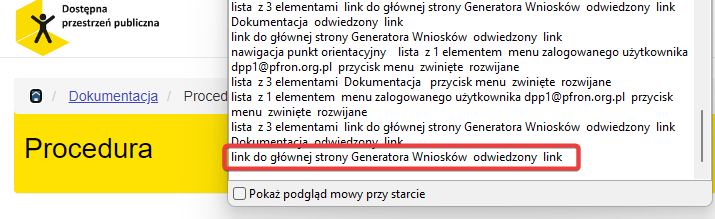 Dostępna
przestrzeń publiczna
/ Dokumentacja / Proced
Procedura
lista z 3 elementami link do głównej strony Generatora Wniosków odwiedzony link
Dokumentacja odwiedzony link
link do głównej strony Generatora Wniosków odwiedzony link
nawigacja punkt orientacyjny lista z 1 elementem menu zalogowanego użytkownika
dpp1@pfron.org.pl przycisk menu zwinięte rozwijane
lista z 3 elementami Dokumentacja przycisk menu zwinięte rozwijane
lista z 1 elementem menu zalogowanego użytkownika dpp1@pfron.org.pl przycisk
menu zwinięte rozwijane
lista z 3 elementami link do głównej strony Generatora Wniosków odwiedzony link
Dokumentacja odwiedzony link
link do głównej strony Generatora Wniosków odwiedzony link
Pokaż podgląd mowy przy starcie